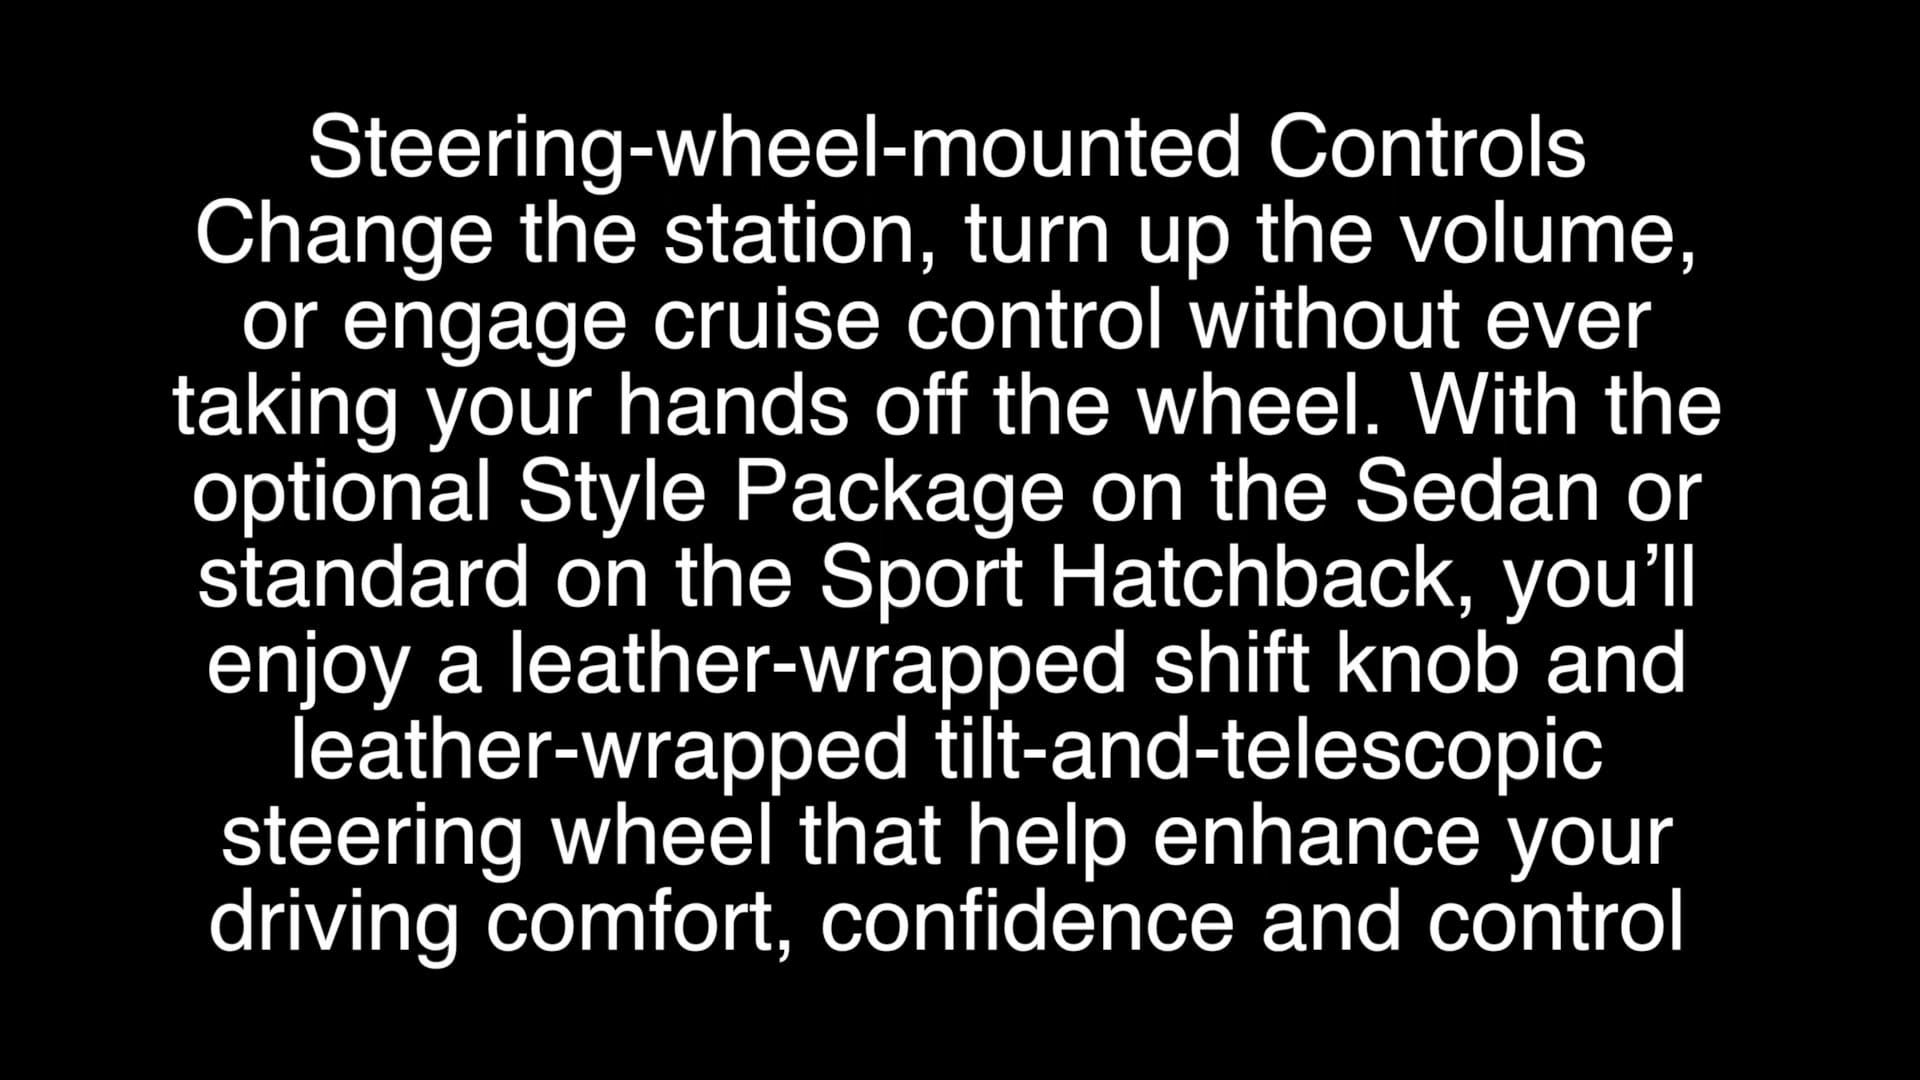 Steering-wheel-mounted Controls
Change the station, turn up the volume,
or engage cruise control without ever
taking your hands off the wheel. With the
optional Style Package on the Sedan or
standard on the Sport Hatchback, you’ll
enjoy a leather-wrapped shift knob and
leather-wrapped tilt-and-telescopic
steering wheel that help enhance your
driving comfort, confidence and control